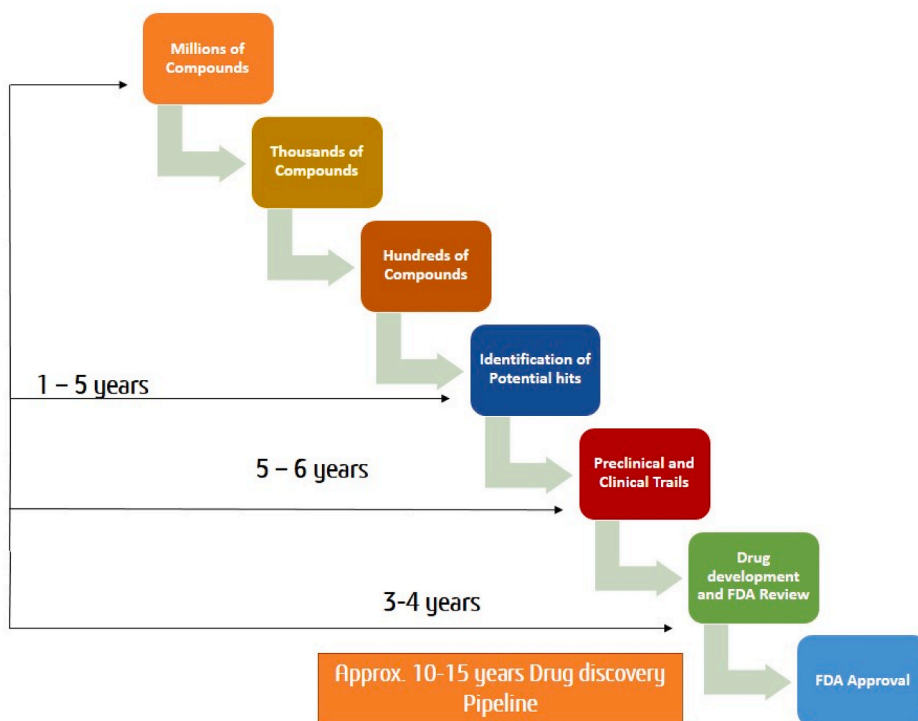 Millions of
Compounds
Thousands of
Compounds
Hundreds of
Compounds
Identification of
Potential hits
1 – 5 years
Preclinical and
Clinical Trails
5 – 6 years
Drug
development
and FDA Review
3-4 years
FDA Approval
Approx. 10-15 years Drug discovery
Pipeline